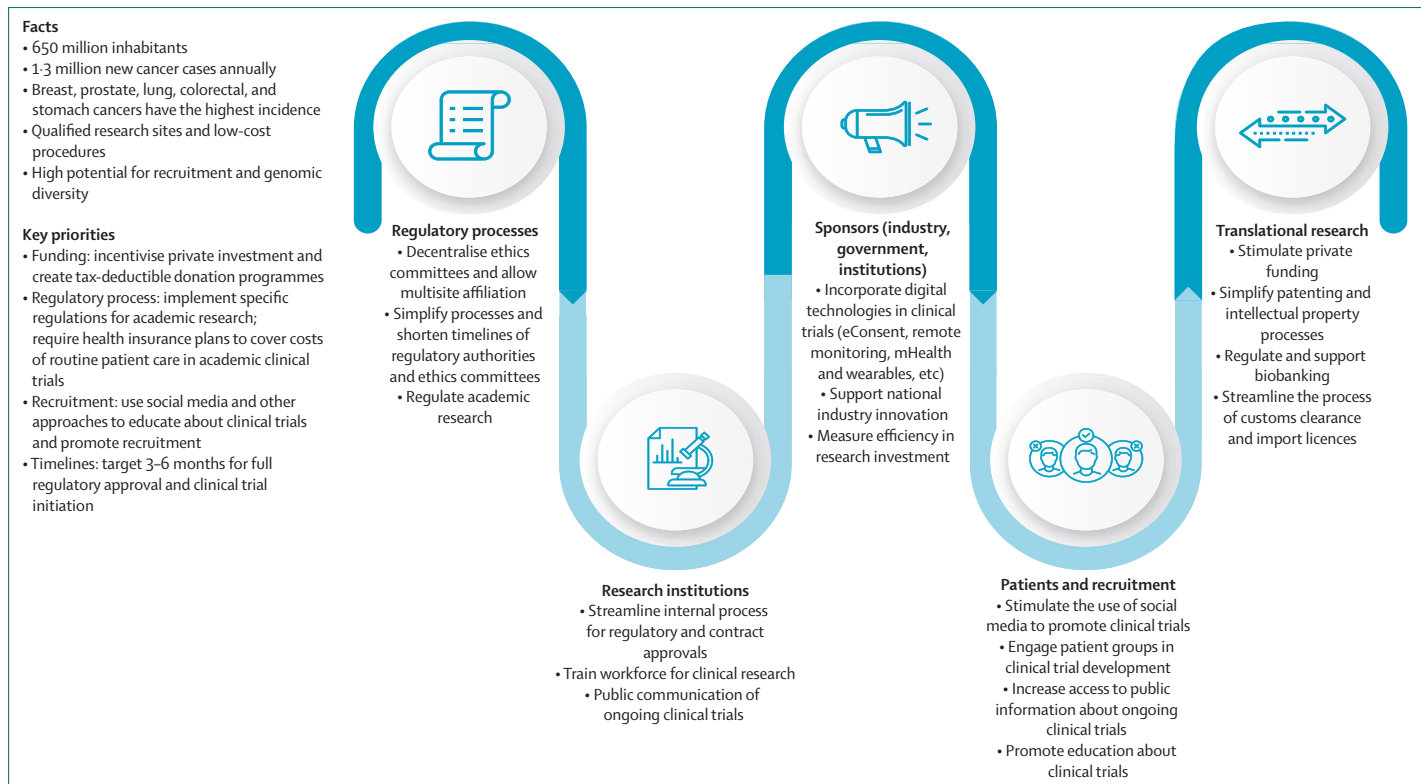 Facts
• 650 million inhabitants
• 1·3 million new cancer cases annually
• Breast, prostate, lung, colorectal, and
stomach cancers have the highest incidence
• Qualified research sites and low-cost
procedures
• High potential for recruitment and genomic
diversity
Key priorities
• Funding: incentivise private investment and
create tax-deductible donation programmes
• Regulatory process: implement specific
regulations for academic research;
require health insurance plans to cover costs
of routine patient care in academic clinical
trials
• Recruitment: use social media and other
approaches to educate about clinical trials
and promote recruitment
• Timelines: target 3–6 months for full
regulatory approval and clinical trial
initiation
Regulatory processes
• Decentralise ethics
committees and allow
multisite affiliation
• Simplify processes and
shorten timelines of
regulatory authorities
and ethics committees
• Regulate academic
research
Research institutions
• Streamline internal process
for regulatory and contract
approvals
• Train workforce for clinical research
• Public communication of
ongoing clinical trials
Sponsors (industry,
government,
institutions)
• Incorporate digital
technologies in clinical
trials (eConsent, remote
monitoring, mHealth
and wearables, etc)
• Support national
industry innovation
• Measure efficiency in
research investment
Patients and recruitment
• Stimulate the use of social
media to promote clinical trials
• Engage patient groups in
clinical trial development
• Increase access to public
information about ongoing
clinical trials
• Promote education about
clinical trials
Translational research
• Stimulate private
funding
• Simplify patenting and
intellectual property
processes
• Regulate and support
biobanking
• Streamline the process
of customs clearance
and import licences